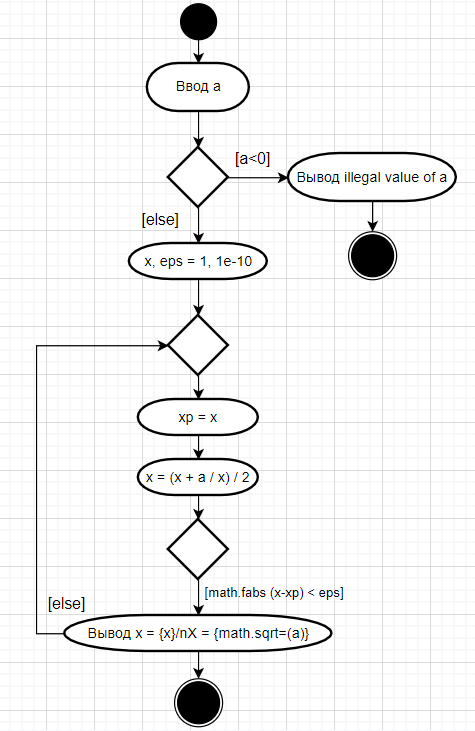 Ввод a
[a<0]
Вывод illegal value of a
[else]
x, eps = 1, 1e-10
xp = x
x = (x + a / x) / 2
[math.fabs (x-xp) < eps]
[else]
Вывод x = {x}/nX = {math.sqrt=(a)}